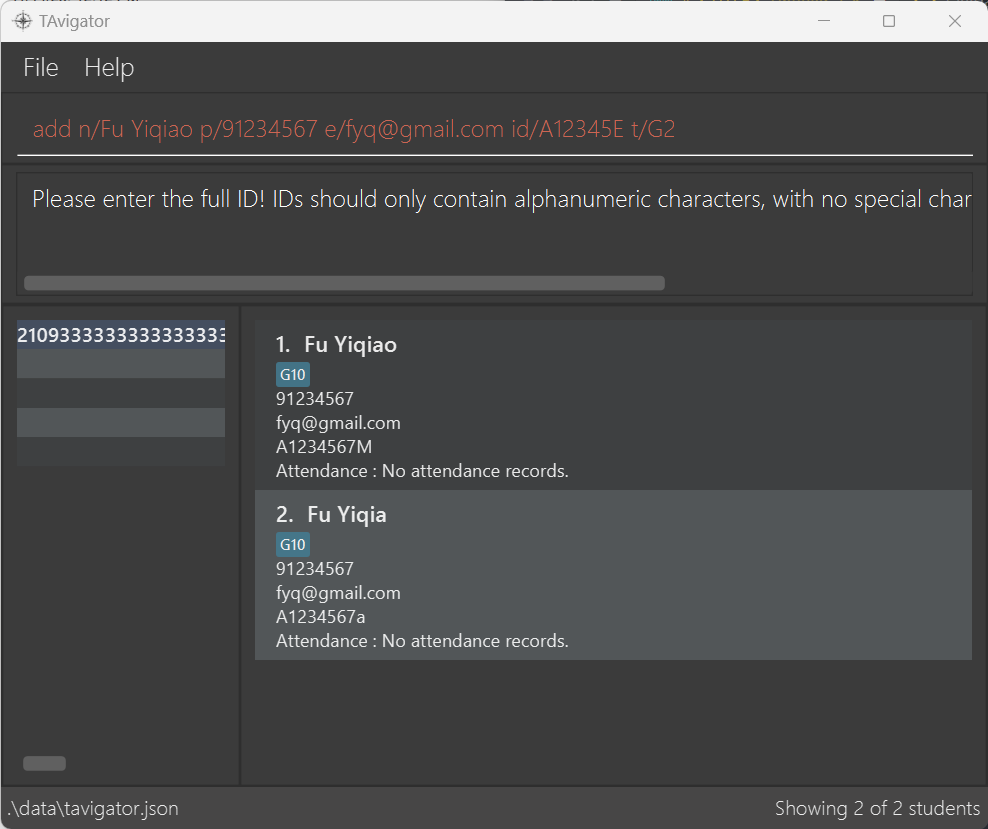 TAvigator
File Help
add n/Fu Yiqiao p/91234567 e/fyq@gmail.com id/A12345E t/G2
Please enter the full ID! IDs should only contain alphanumeric characters, with no special char
1. Fu Yiqiao
G10
91234567
fyq@gmail.com
A1234567M
Attendance : No attendance records.
2. Fu Yiqia
G10
91234567
fyq@gmail.com
A1234567a
Attendance : No attendance records.
.\data\tavigator.json
Showing 2 of 2 students